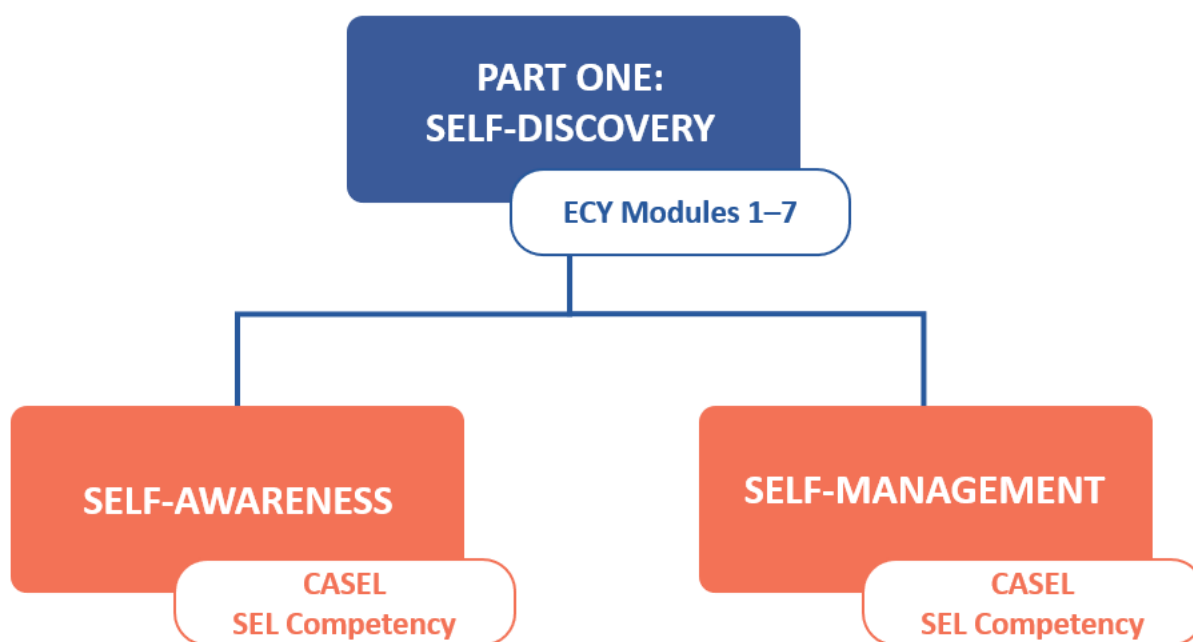 PART ONE:
SELF-DISCOVERY
ECY Modules 1–7
SELF-AWARENESS
CASEL
SEL Competency
SELF-MANAGEMENT
CASEL
SEL Competency